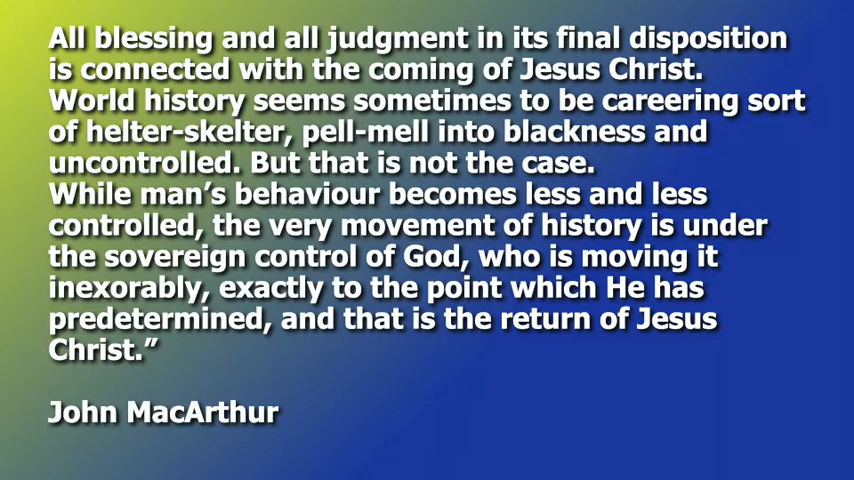 All blessing and all judgment in its final disposition
is connected with the coming of Jesus Christ.
World history seems sometimes to be careering sort
of helter-skelter, pell-mell into blackness and
uncontrolled. But that is not the case.
While man’s behaviour becomes less and less
controlled, the very movement of history is under
the sovereign control of God, who is moving it
inexorably, exactly to the point which He has
predetermined, and that is the return of Jesus
Christ.”
John MacArthur